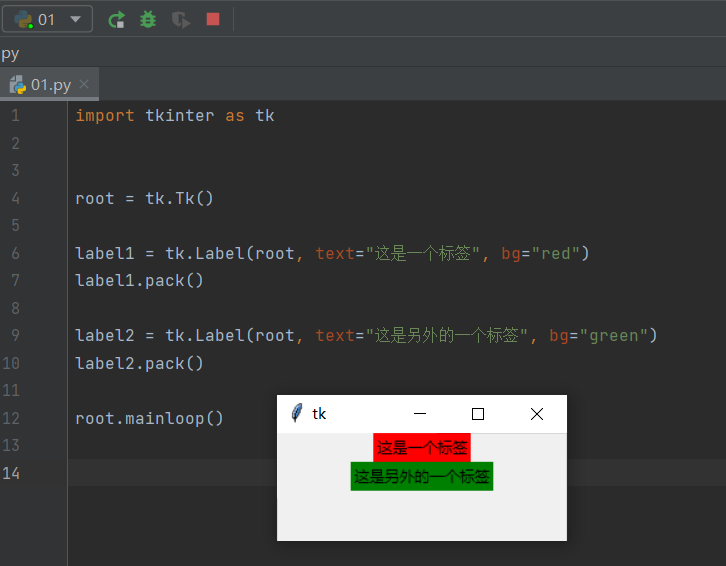 01
py
01.py
1 import tkinter as tk
2
3
4 root = tk.Tk()
5
6 label1 = tk.Label(root, text="这是一个标签", bg="red")
7 label1.pack()
8
9 label2 = tk.Label(root, text="这是另外的一个标签", bg="green")
10 label2.pack()
11
12 root.mainloop()
13
14
tk
这是一个标签
这是另外的一个标签